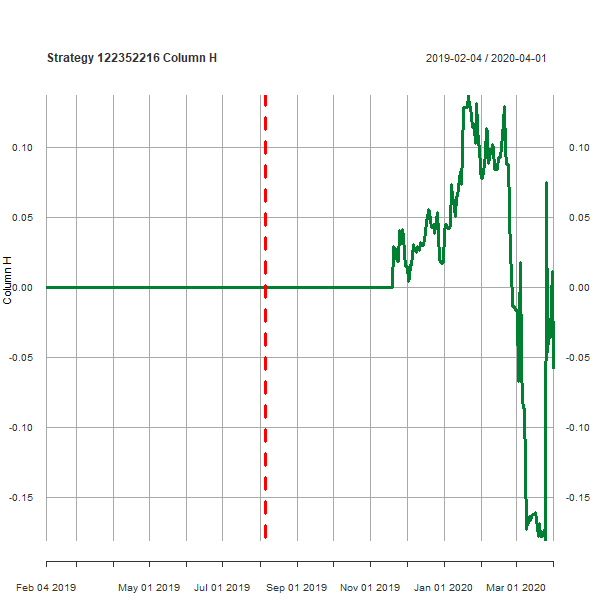 Strategy 122352216 Column H
2019-02-04 / 2020-04-01
Column H
0.10
0.05
0.00
-0.05
-0.10
-0.15
0.10
0.05
0.00
-0.05
-0.10
-0.15
Feb 04 2019
May 01 2019
Jul 01 2019
Sep 01 2019
Nov 01 2019
Jan 01 2020
Mar 01 2020